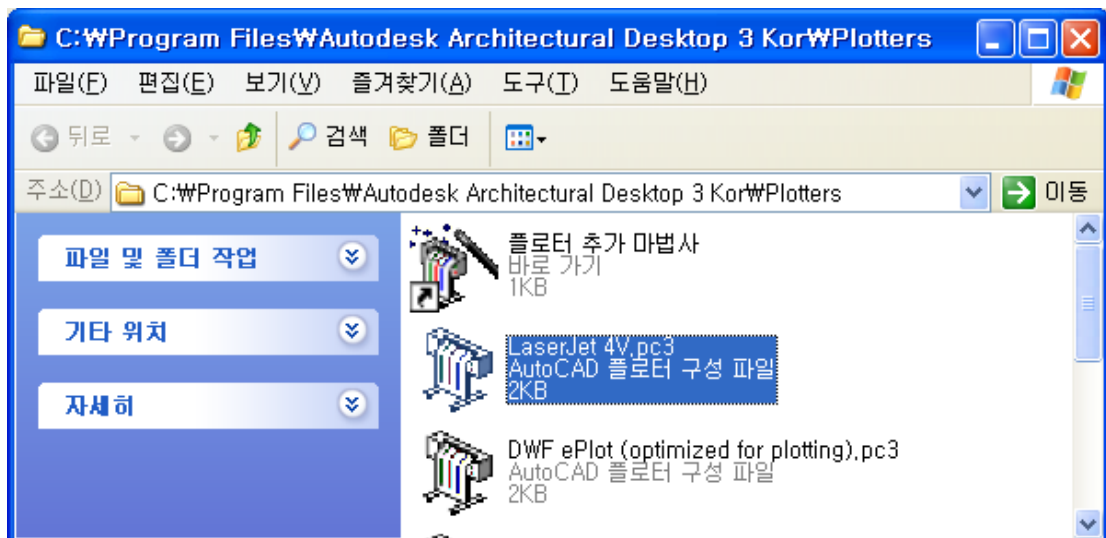 C:₩Program Files₩Autodesk Architectural Desktop 3 Kor₩Plotters
파일(F) 편집(E) 보기(V) 즐겨찾기(A) 도구(T) 도움말(H)
뒤로 검색 폴더
주소(D) C:₩Program Files₩Autodesk Architectural Desktop 3 Kor₩Plotters 이동
파일 및 폴더 작업
기타 위치
자세히
플로터 추가 마법사
바로 가기
1KB
LaserJet 4V.pc3
AutoCAD 플로터 구성 파일
2KB
DWF ePlot (optimized for plotting).pc3
AutoCAD 플로터 구성 파일
2KB